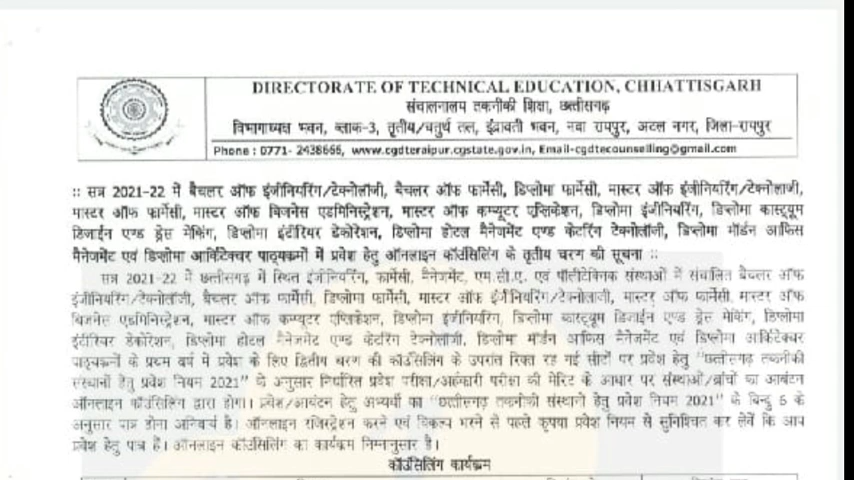 DIRECTORATE OF TECHNICAL EDUCATION, CHHATTISGARH
संचालनालय तकनीकी शिक्षा, छत्तीसगढ़
विभागाध्यक्ष भवन, ब्लाक-3, तृतीय/चतुर्थ तल, इंद्रावती भवन, नवा रायपुर, अटल नगर, जिला-रायपुर
Phone : 0771- 2438666, www.cgdteraipur.cgstate.gov.in, Email-cgdtecounselling@gmail.com
:: सत्र 2021-22 में बैचलर ऑफ इंजीनियरिंग/टेक्नोलॉजी, बैचलर ऑफ फार्मेसी, डिप्लोमा फार्मेसी, मास्टर ऑफ इंजीनियरिंग/टेक्नोलाजी,
मास्टर ऑफ फार्मेसी, मास्टर ऑफ बिजनेस एडमिनिस्ट्रेशन, मास्टर ऑफ कम्प्यूटर एप्लिकेशन, डिप्लोमा इंजीनियरिंग, डिप्लोमा कास्ट्यूम
डिजाईन एण्ड ड्रेस मेकिंग, डिप्लोमा इंटीरियर डेकोरेशन, डिप्लोमा होटल मैनेजमेंट एण्ड केटरिंग टेक्नोलॉजी, डिप्लोमा मॉर्डन आफिस
मैनेजमेंट एवं डिप्लोमा आर्किटेक्चर पाठ्यक्रमों में प्रवेश हेतु ऑनलाइन काउंसिलिंग के तृतीय चरण की सूचना ::
सत्र 2021-22 में छत्तीसगढ़ में स्थित इंजीनियरिंग, फार्मेसी, मैनेजमेंट, एम.सी.ए. एवं पॉलीटेक्निक संस्थाओं में संचालित बैचलर ऑफ
इंजीनियरिंग/टेक्नोलॉजी, बैचलर ऑफ फार्मेसी, डिप्लोमा फार्मेसी, मास्टर ऑफ इंजीनियरिंग/टेक्नोलाजी, मास्टर ऑफ फार्मेसी, मास्टर ऑफ
बिजनेस एडमिनिस्ट्रेशन, मास्टर ऑफ कम्प्यूटर एप्लिकेशन, डिप्लोमा इंजीनियरिंग, डिप्लोमा कास्ट्यूम डिजाईन एण्ड ड्रेस मेकिंग, डिप्लोमा
इंटीरियर डेकोरेशन, डिप्लोमा होटल मैनेजमेंट एण्ड केटरिंग टेक्नोलॉजी, डिप्लोमा मॉर्डन आफिस मैनेजमेंट एवं डिप्लोमा आर्किटेक्चर
पाठ्यक्रमों के प्रथम वर्ष में प्रवेश के लिए द्वितीय चरण की काउंसिलिंग के उपरांत रिक्त रह गई सीटों पर प्रवेश हेतु "छत्तीसगढ़ तकनीकी
संस्थानों हेतु प्रवेश नियम 2021" के अनुसार निर्धारित प्रवेश परीक्षा/अर्हकारी परीक्षा की मेरिट के आधार पर संस्थाओं/ब्रांचों का आबंटन
ऑनलाइन काउंसिलिंग द्वारा होगा। प्रवेश/आबंटन हेतु अभ्यर्थी का "छत्तीसगढ़ तकनीकी संस्थानों हेतु प्रवेश नियम 2021" के बिन्दु 5 के
अनुसार पात्र होना अनिवार्य है। ऑनलाइन रजिस्ट्रेशन करने एवं विकल्प भरने से पहले कृपया प्रवेश नियम से सुनिश्चित कर लेवें कि आप
प्रवेश हेतु पात्र है। ऑनलाइन काउंसिलिंग का कार्यक्रम निम्नानुसार है।
काउंसिलिंग कार्यक्रम